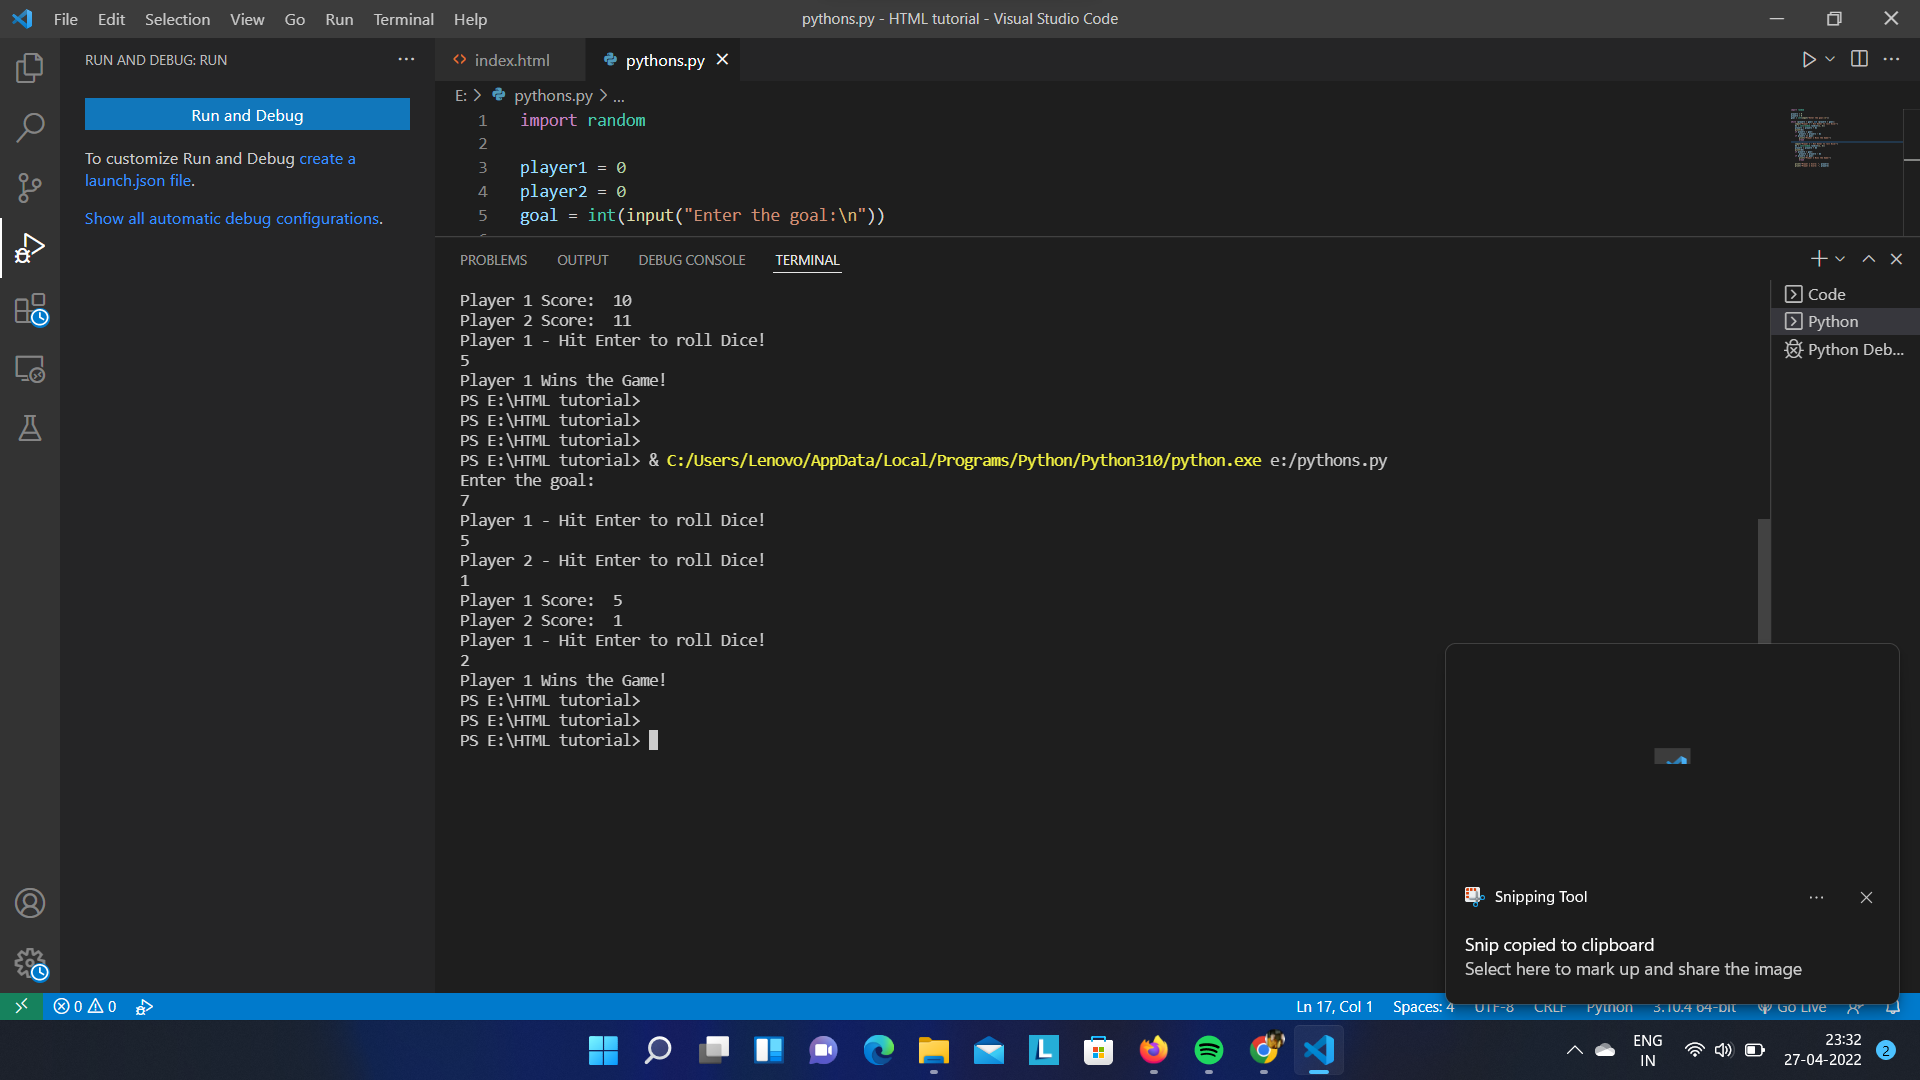 File Edit Selection View Go Run Terminal Help
pythons.py - HTML tutorial - Visual Studio Code
RUN AND DEBUG: RUN
Run and Debug
To customize Run and Debug create a
launch.json file.
Show all automatic debug configurations.
index.html
pythons.py
E: > pythons.py > ...
1 import random
2
3 player1 = 0
4 player2 = 0
5 goal = int(input("Enter the goal:\n"))
PROBLEMS OUTPUT DEBUG CONSOLE TERMINAL
Player 1 Score:  10
Player 2 Score:  11
Player 1 - Hit Enter to roll Dice!
5
Player 1 Wins the Game!
PS E:\HTML tutorial>
PS E:\HTML tutorial>
PS E:\HTML tutorial>
PS E:\HTML tutorial> & C:/Users/Lenovo/AppData/Local/Programs/Python/Python310/python.exe e:/pythons.py
Enter the goal:
7
Player 1 - Hit Enter to roll Dice!
5
Player 2 - Hit Enter to roll Dice!
1
Player 1 Score:  5
Player 2 Score:  1
Player 1 - Hit Enter to roll Dice!
2
Player 1 Wins the Game!
PS E:\HTML tutorial>
PS E:\HTML tutorial>
PS E:\HTML tutorial>
Code
Python
Python Deb...
Snipping Tool
Snip copied to clipboard
Select here to mark up and share the image
0 0
Ln 17, Col 1 Spaces: 4 UTF-8 CRLF Python 3.10.4 64-bit Go Live
ENG
IN
23:32
27-04-2022
2